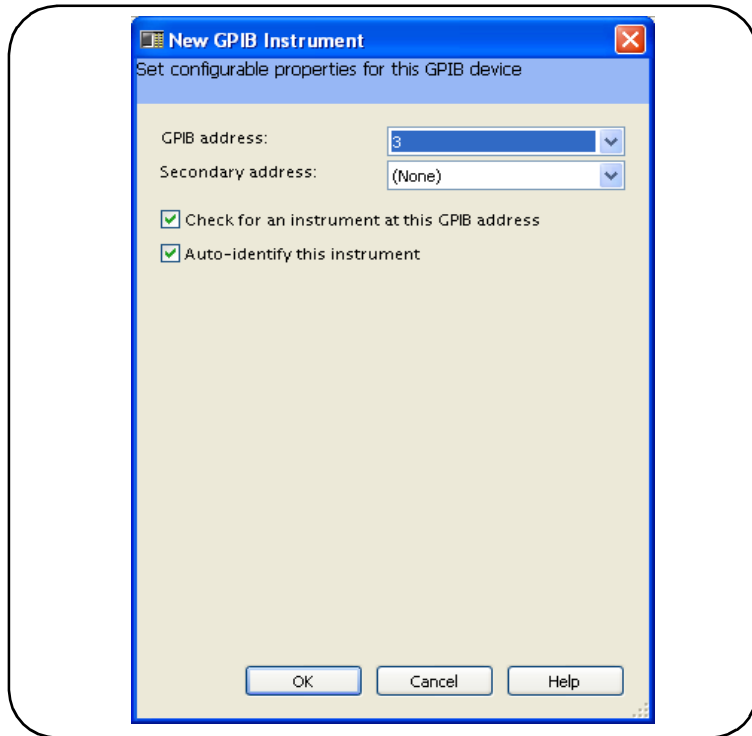 New GPIB Instrument
Set configurable properties for this GPIB device
GPIB address: 3
Secondary address: (None)
Check for an instrument at this GPIB address
Auto-identify this instrument
OK Cancel Help